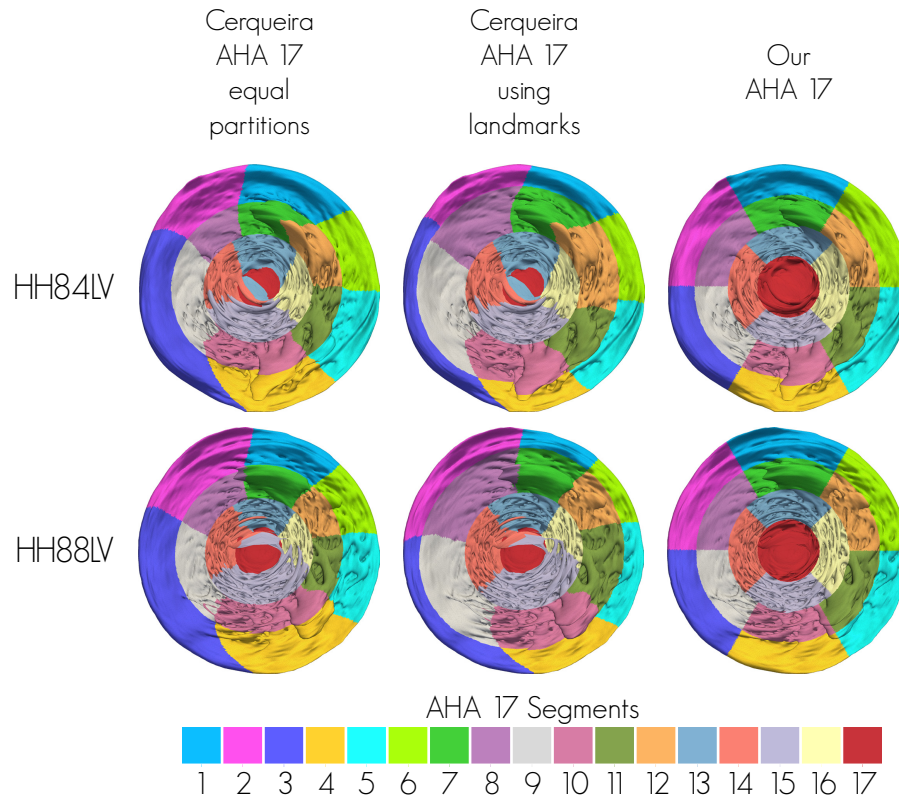 Cerqueira
AHA 17
equal
partitions
Cerqueira
AHA 17
using
landmarks
Our
AHA 17
HH84LV
HH88LV
AHA 17 Segments
1 2 3 4 5 6 7 8 9 10 11 12 13 14 15 16 17